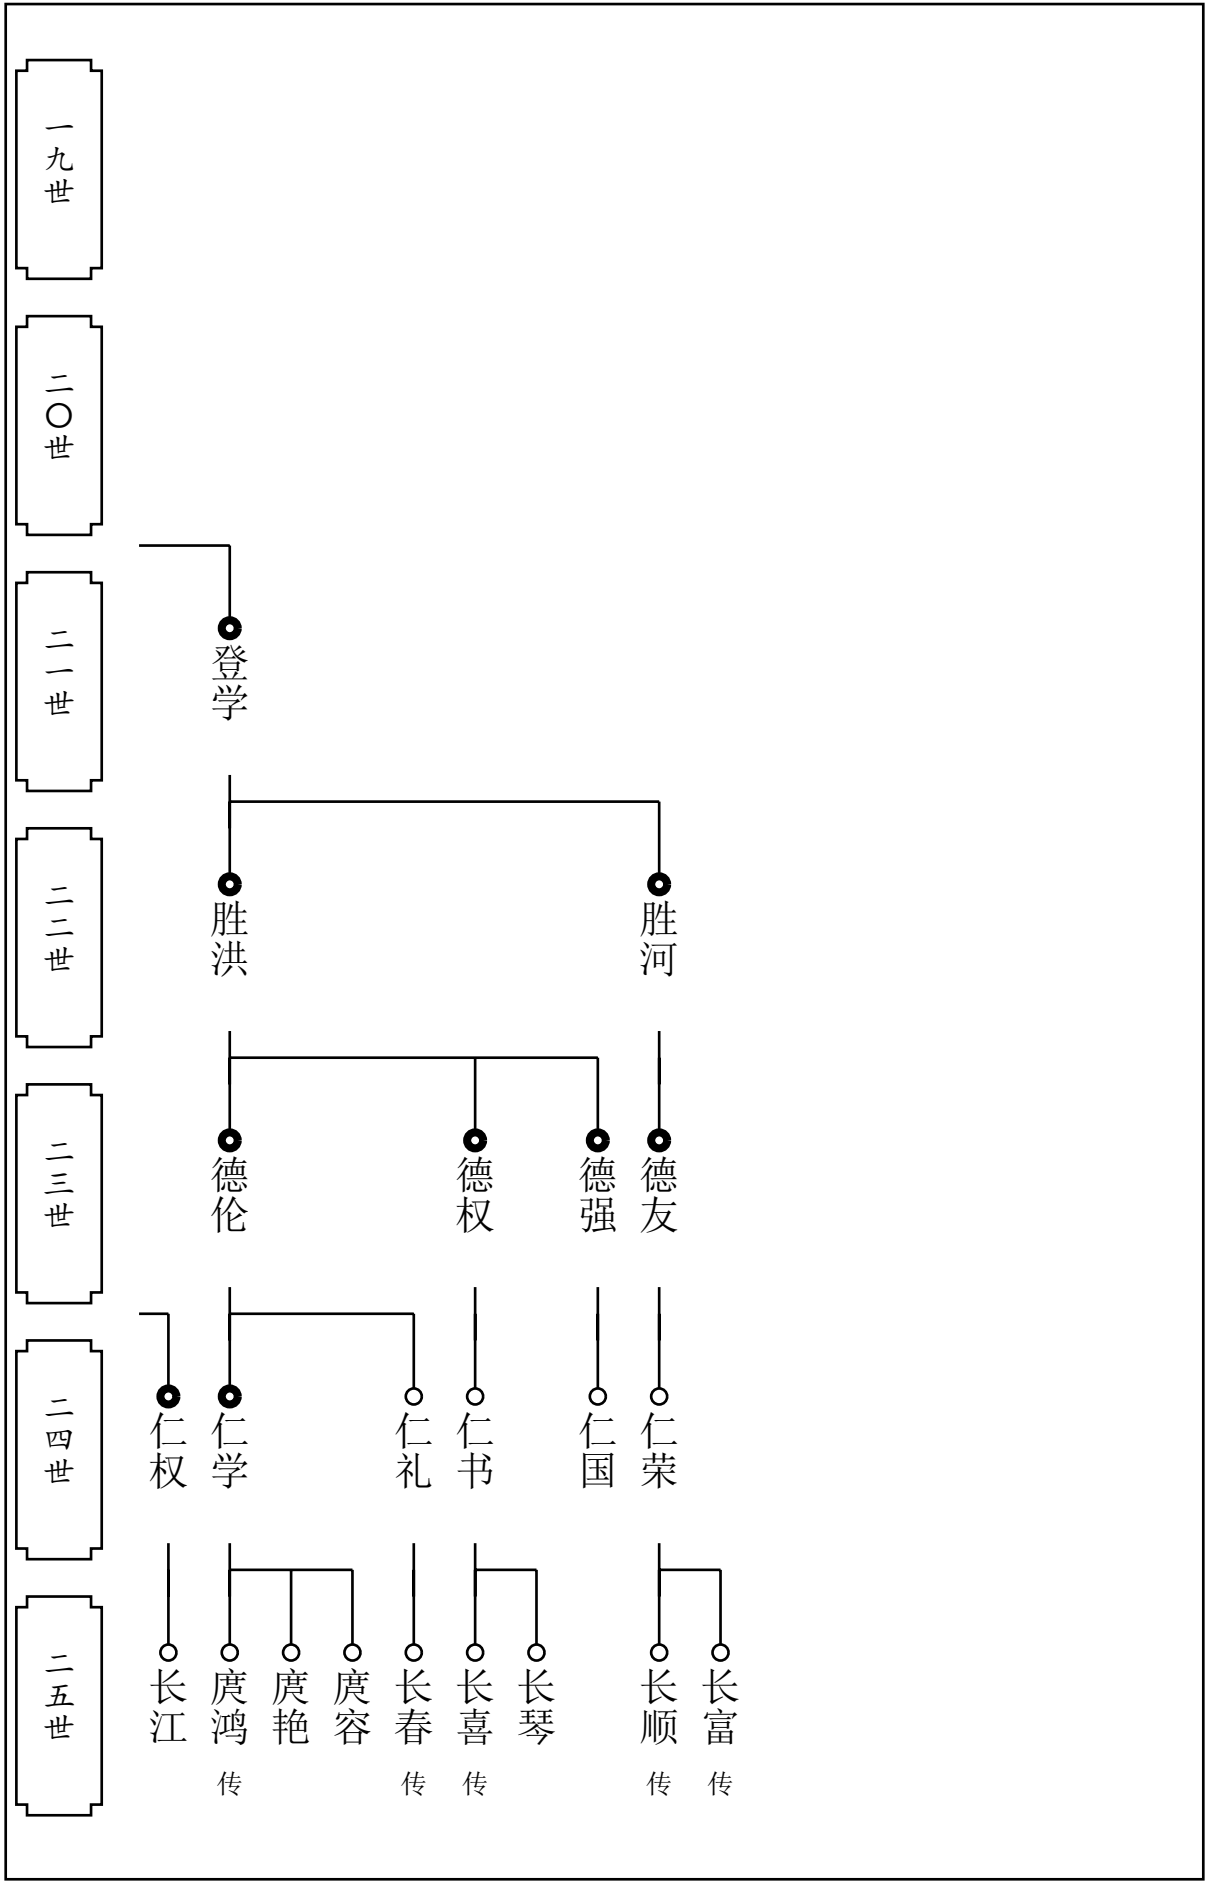 一九世
二〇世
二一世
登学
二二世
胜洪
胜河
二三世
德伦
德权
德强
德友
二四世
仁权
仁学
仁礼
仁书
仁国
仁荣
二五世
长江
庹鸿
庹艳
庹容
长春
长喜
长琴
长顺
长富
传
传
传
传
传